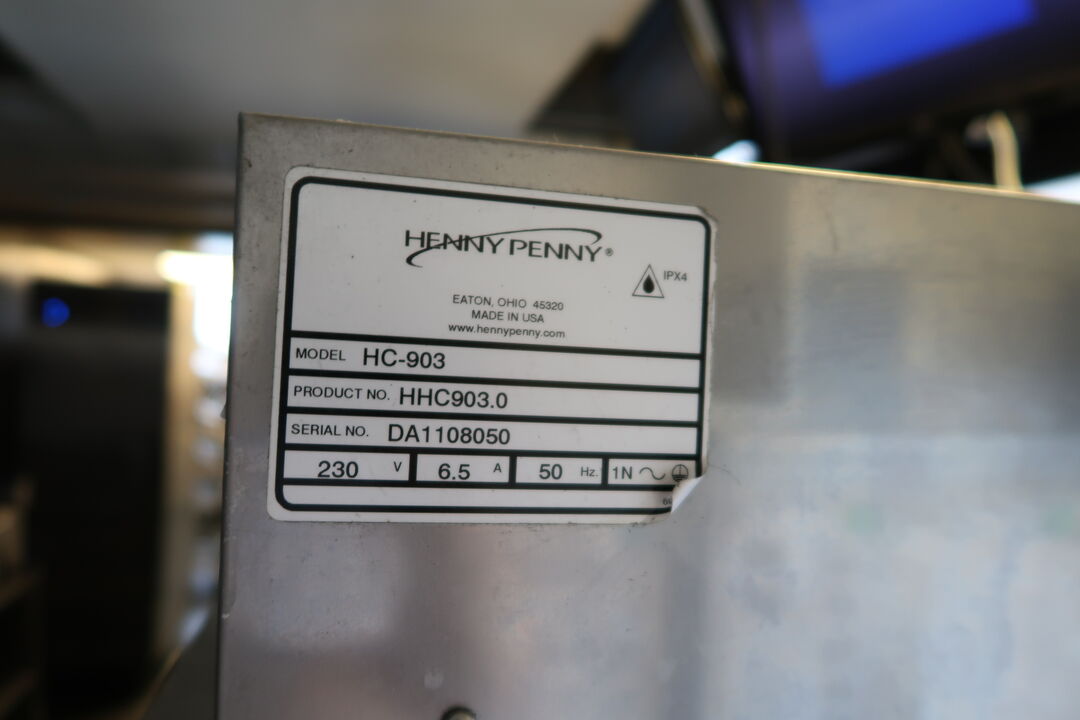 HENNY PENNY®
IPX4
EATON, OHIO 45320
MADE IN USA
www.hennypenny.com
MODEL HC-903
PRODUCT NO. HHC903.0
SERIAL NO. DA1108050
230 V 6.5 A 50 Hz. 1N